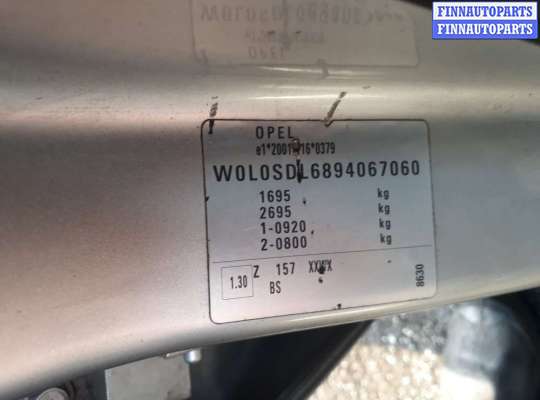 FINNAUTOPARTS
FINNAUTOPARTS
OPEL
W0L0SDL6894067060
1695 kg
2695 kg
1-0920 kg
2-0800 kg
1.30 Z 157
BS
8630